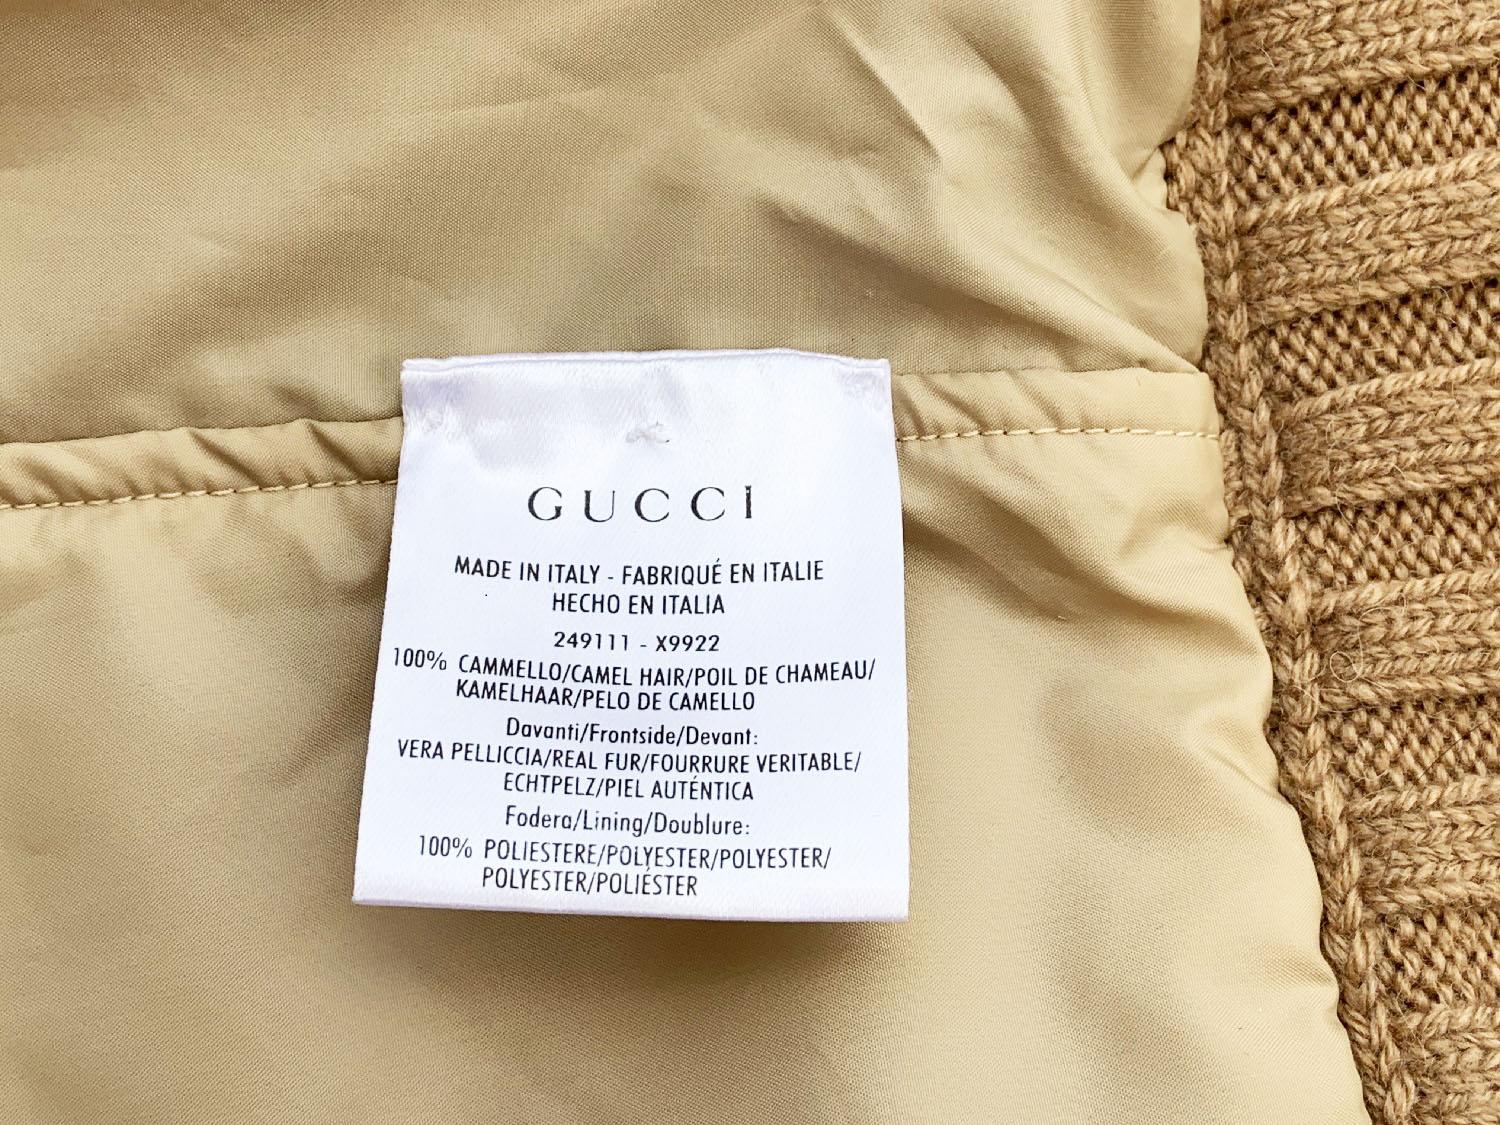 GUCCI
MADE IN ITALY - FABRIQUÉ EN ITALIE
HECHO EN ITALIA
249111 - X9922
100% CAMMELLO/CAMEL HAIR/POIL DE CHAMEAU/
KAMELHAAR/PELO DE CAMELLO
Davanti/Frontside/Devant:
VERA PELLICCIA/REAL FUR/FOURRURE VERITABLE/
ECHTPELZ/PIEL AUTÉNTICA
Fodera/Lining/Doublure:
100% POLIESTERE/POLYESTER/POLYESTER/
POLYESTER/POLIÉSTER